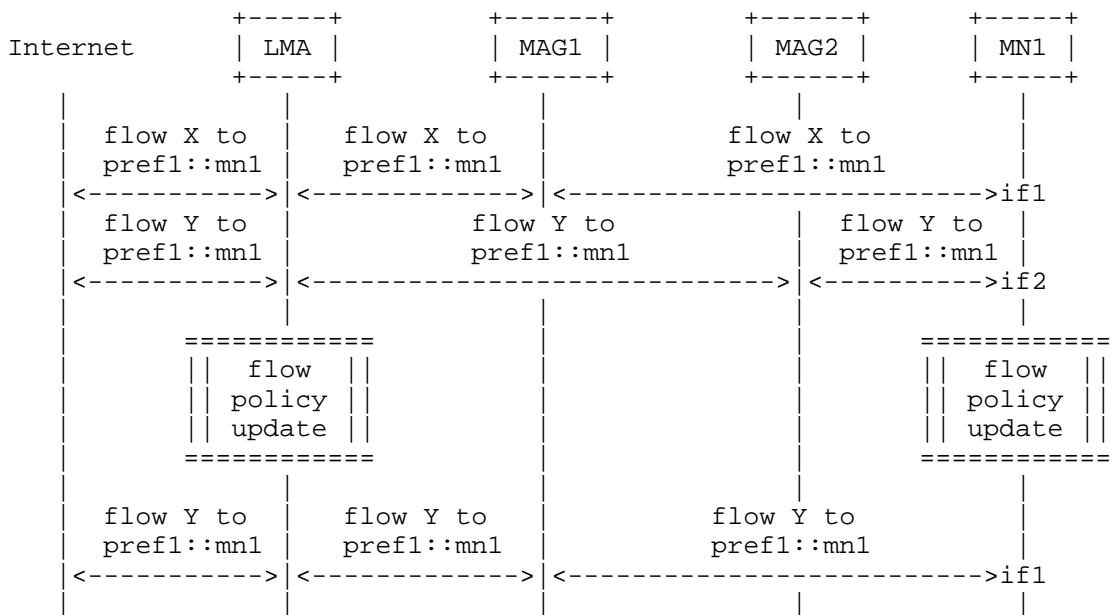 Internet | LMA | | MAG1 | | MAG2 | | MN1 |
flow X to flow X to flow X to
pref1::mn1 pref1::mn1 pref1::mn1
if1
flow Y to flow Y to flow Y to
pref1::mn1 pref1::mn1 pref1::mn1
if2
flow flow
policy policy
update update
flow Y to flow Y to flow Y to
pref1::mn1 pref1::mn1 pref1::mn1
if1